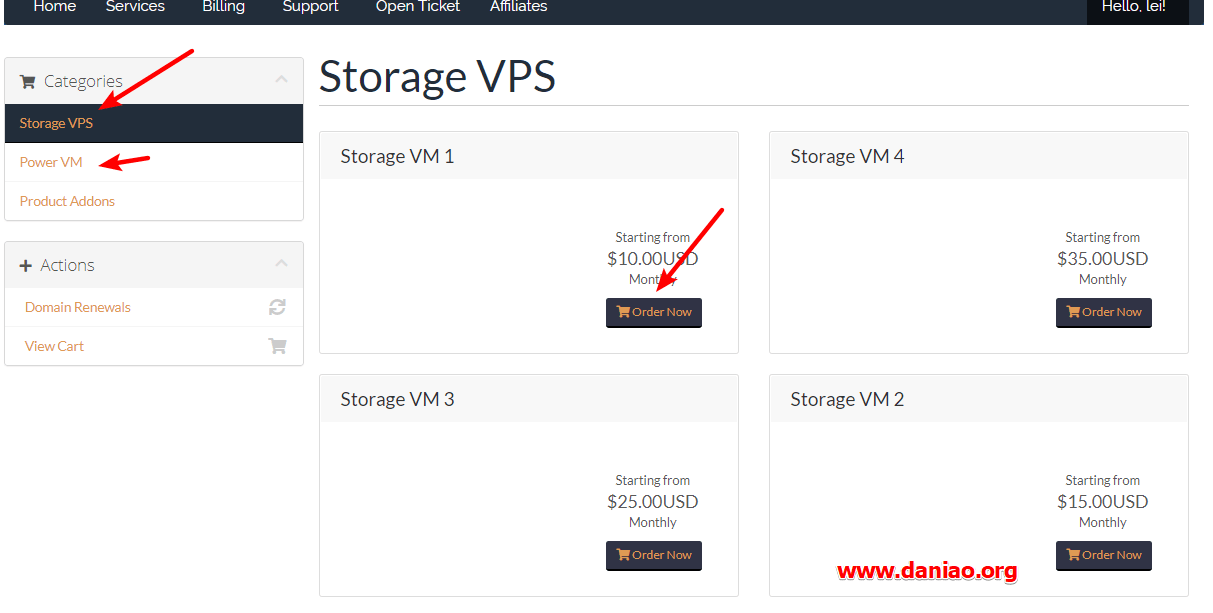 Home Services Billing Support Open Ticket Affiliates Hello, lei!
Categories
Storage VPS
Power VM
Product Addons
Actions
Domain Renewals
View Cart
Storage VPS
Storage VM 1
Starting from
$10.00USD
Monthly
Order Now
Storage VM 4
Starting from
$35.00USD
Monthly
Order Now
Storage VM 3
Starting from
$25.00USD
Monthly
Order Now
Storage VM 2
Starting from
$15.00USD
Monthly
Order Now
www.daniao.org